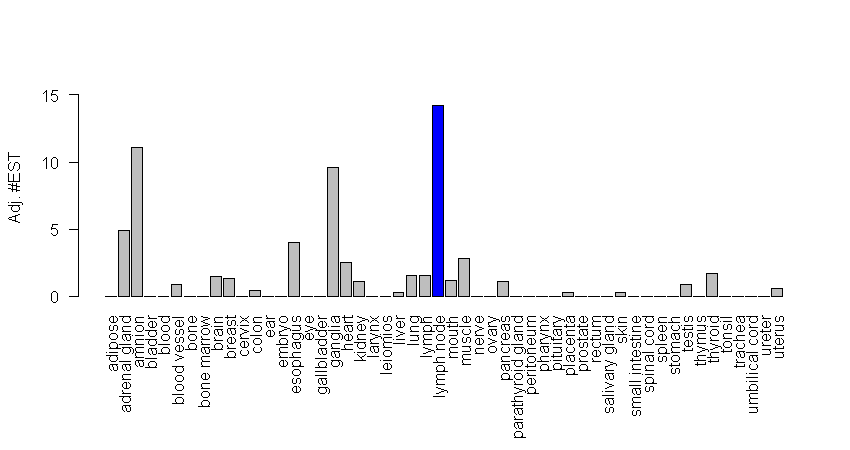 Adj. #EST
15
10
5
0
adipose
adrenal gland
amnion
bladder
blood
blood vessel
bone
bone marrow
brain
breast
cervix
colon
ear
embryo
esophagus
eye
gallbladder
ganglia
heart
kidney
larynx
leiomios
liver
lung
lymph
lymph node
mouth
muscle
nerve
ovary
pancreas
parathyroid gland
peritoneum
pharynx
pituitary
placenta
prostate
rectum
salivary gland
skin
small intestine
spinal cord
spleen
stomach
testis
thymus
thyroid
tonsil
trachea
umbilical cord
ureter
uterus